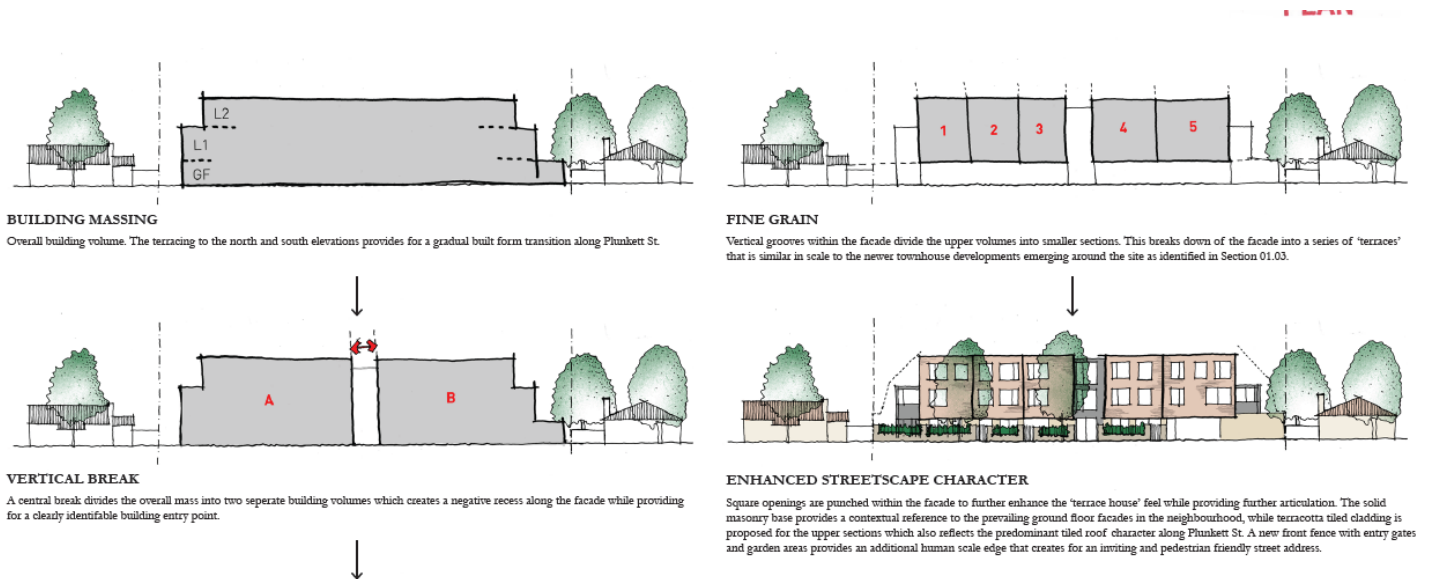 PLAN
L2
L1
GF
BUILDING MASSING
Overall building volume. The terracing to the north and south elevations provides for a gradual built form transition along Plunkett St.
A
B
VERTICAL BREAK
A central break divides the overall mass into two seperate building volumes which creates a negative recess along the facade while providing
for a clearly identifable building entry point.
1
2
3
4
5
FINE GRAIN
Vertical grooves within the facade divide the upper volumes into smaller sections. This breaks down of the facade into a series of ‘terraces’
that is similar in scale to the newer townhouse developments emerging around the site as identified in Section 01.03.
ENHANCED STREETSCAPE CHARACTER
Square openings are punched within the facade to further enhance the ‘terrace house’ feel while providing further articulation. The solid
masonry base provides a contextual reference to the prevailing ground floor facades in the neighbourhood, while terracotta tiled cladding is
proposed for the upper sections which also reflects the predominant tiled roof character along Plunkett St. A new front fence with entry gates
and garden areas provides an additional human scale edge that creates for an inviting and pedestrian friendly street address.